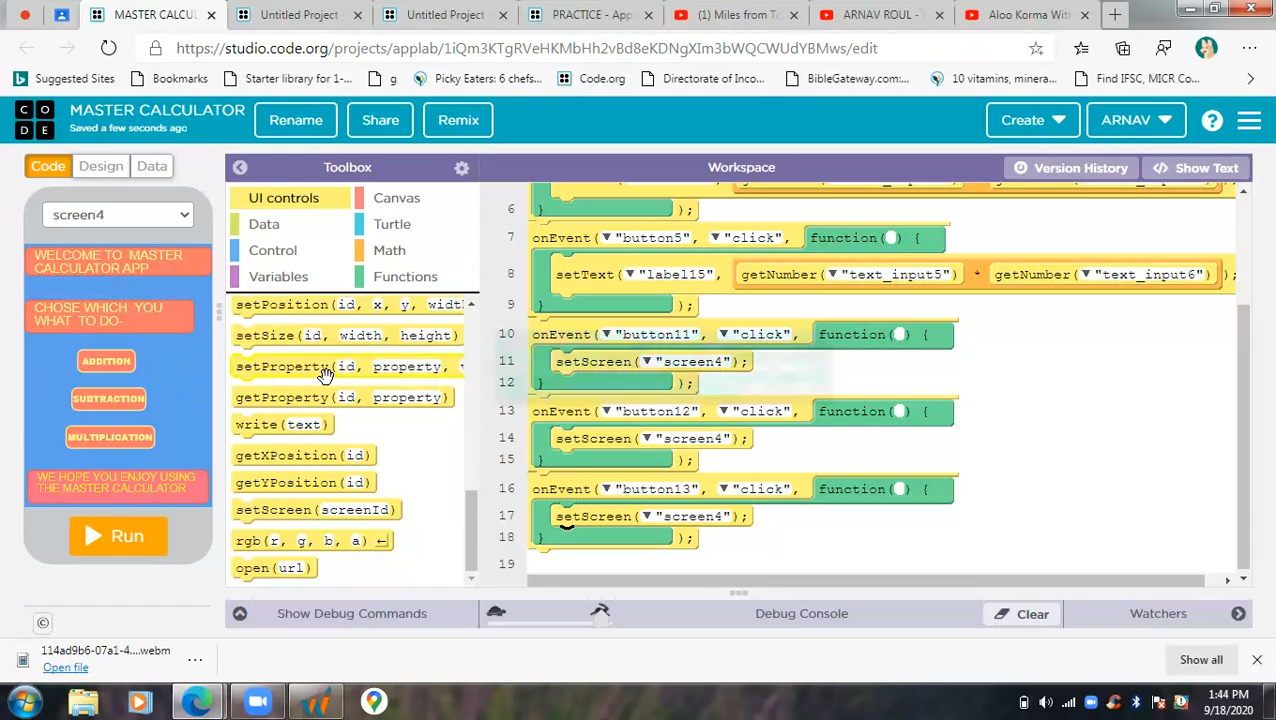 MASTER CALCUL
Untitled Project -
Untitled Project
PRACTICE - App
(1) Miles from To
ARNAV ROUL -
Aloo Korma With
https://studio.code.org/projects/applab/1iQm3KTgRVeHKMbHh2vBd8eKDNgXIm3bWQCWUdYBMws/edit
Suggested Sites
Bookmarks
Starter library for 1-...
g
Picky Eaters: 6 chefs...
Code.org
Directorate of Inco...
BibleGateway.com:...
10 vitamins, minera...
Find IFSC, MICR Co...
CO
DE
MASTER CALCULATOR
Saved a few seconds ago
Rename
Share
Remix
Create
ARNAV
Code
Design
Data
Toolbox
Workspace
Version History
</> Show Text
screen4
WELCOME TO MASTER
CALCULATOR APP
CHOSE WHICH YOU
WHAT TO DO-
ADDITION
SUBTRACTION
MULTIPLICATION
WE HOPE YOU ENJOY USING
THE MASTER CALCULATOR
Run
UI controls
Canvas
Data
Turtle
Control
Math
Variables
Functions
setPosition(id, x, y, width
setSize(id, width, height)
setProperty(id, property,
getProperty(id, property)
write(text)
getXPosition(id)
getYPosition(id)
setScreen(screenId)
rgb(r, g, b, a)
open(url)
6 } );
7 onEvent( "button5", "click", function( ) {
8 setText( "label15", getNumber( "text_input5") * getNumber( "text_input6") );
9 } );
10 onEvent( "button11", "click", function( ) {
11 setScreen( "screen4");
12 } );
13 onEvent( "button12", "click", function( ) {
14 setScreen( "screen4");
15 } );
16 onEvent( "button13", "click", function( ) {
17 setScreen( "screen4");
18 } );
19
Show Debug Commands
Debug Console
Clear
Watchers
114ad9b6-07a1-4....webm
Open file
Show all
1:44 PM
9/18/2020